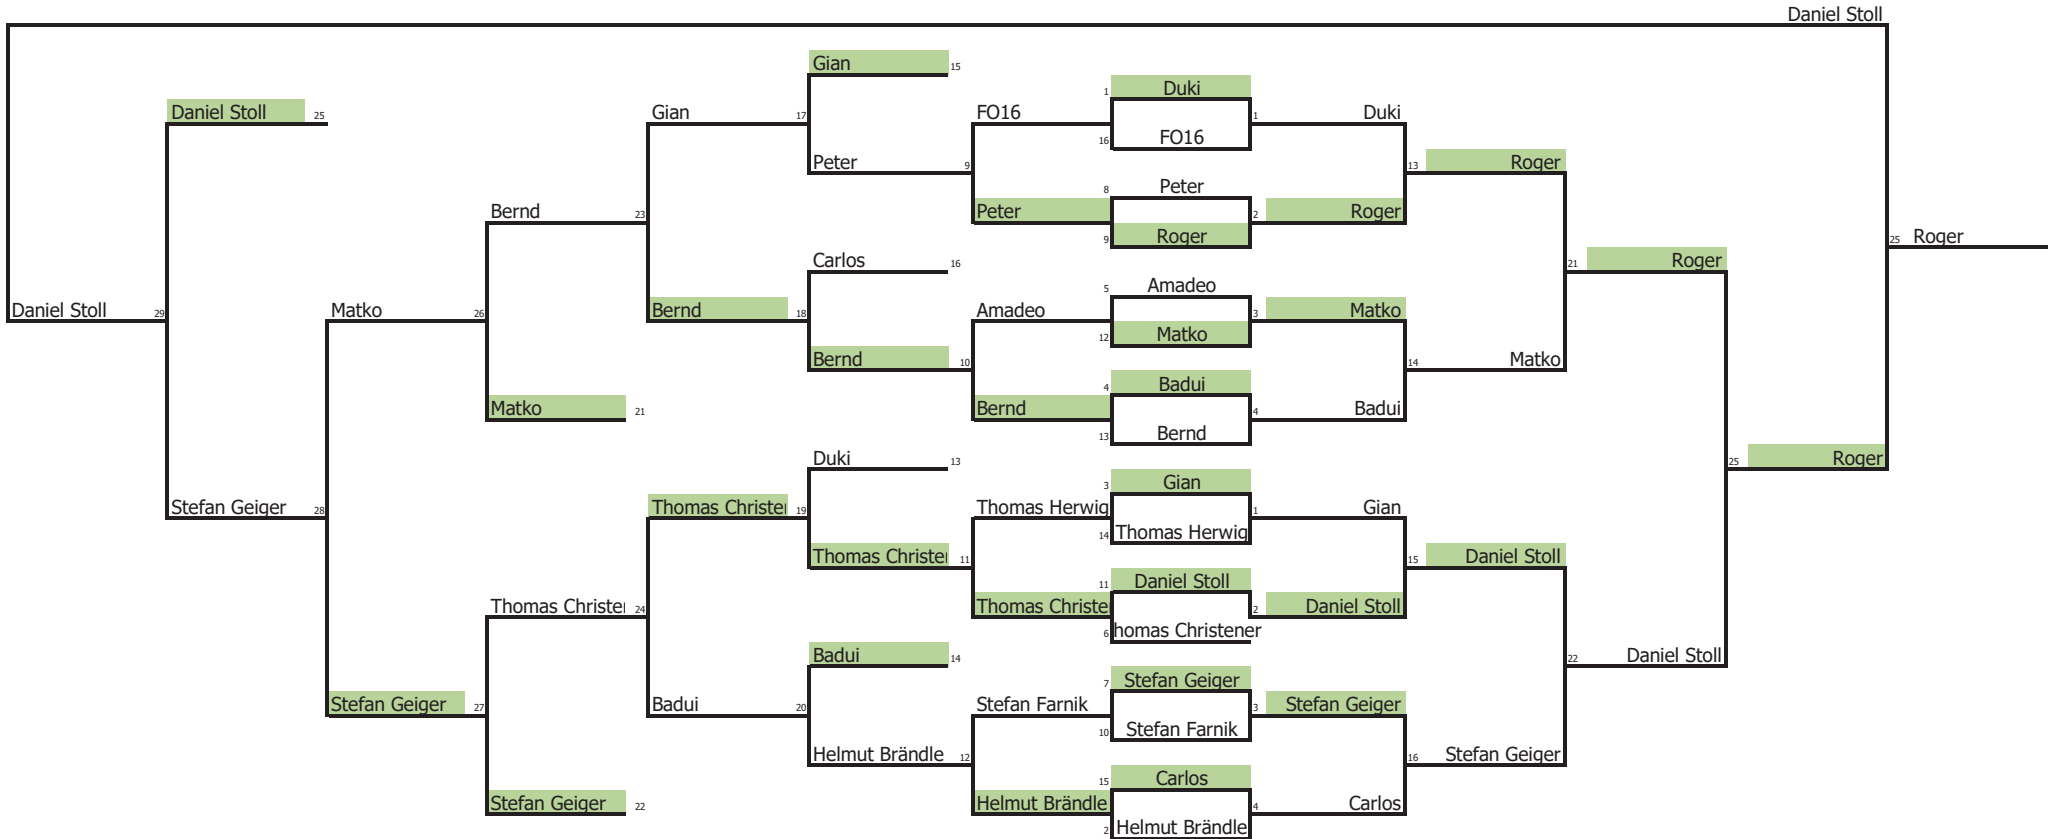 Daniel Stoll
Gian 15
1 Duki
Daniel Stoll 25 Gian 17 FO16 1 Duki
16 FO16
Peter 9 13 Roger
8 Peter
Bernd 23 Peter 2 Roger
9 Roger
25 Roger
Carlos 16 21 Roger
5 Amadeo
Daniel Stoll 29 Matko 26 Bernd 18 Amadeo 3 Matko
12 Matko
Bernd 10 14 Matko
4 Badui
Matko 21 Bernd 4 Badui
13 Bernd
Duki 13 25 Roger
3 Gian
Stefan Geiger 28 Thomas Christe 19 Thomas Herwig 1 Gian
14 Thomas Herwig
Thomas Christe 11 15 Daniel Stoll
11 Daniel Stoll
Thomas Christe 24 Thomas Christe 2 Daniel Stoll
6 homas Christener
Badui 14 22 Daniel Stoll
7 Stefan Geiger
Stefan Geiger 27 Badui 20 Stefan Farnik 3 Stefan Geiger
10 Stefan Farnik
Helmut Brändle 12 16 Stefan Geiger
15 Carlos
Stefan Geiger 22 Helmut Brändle 4 Carlos
2 Helmut Brändle